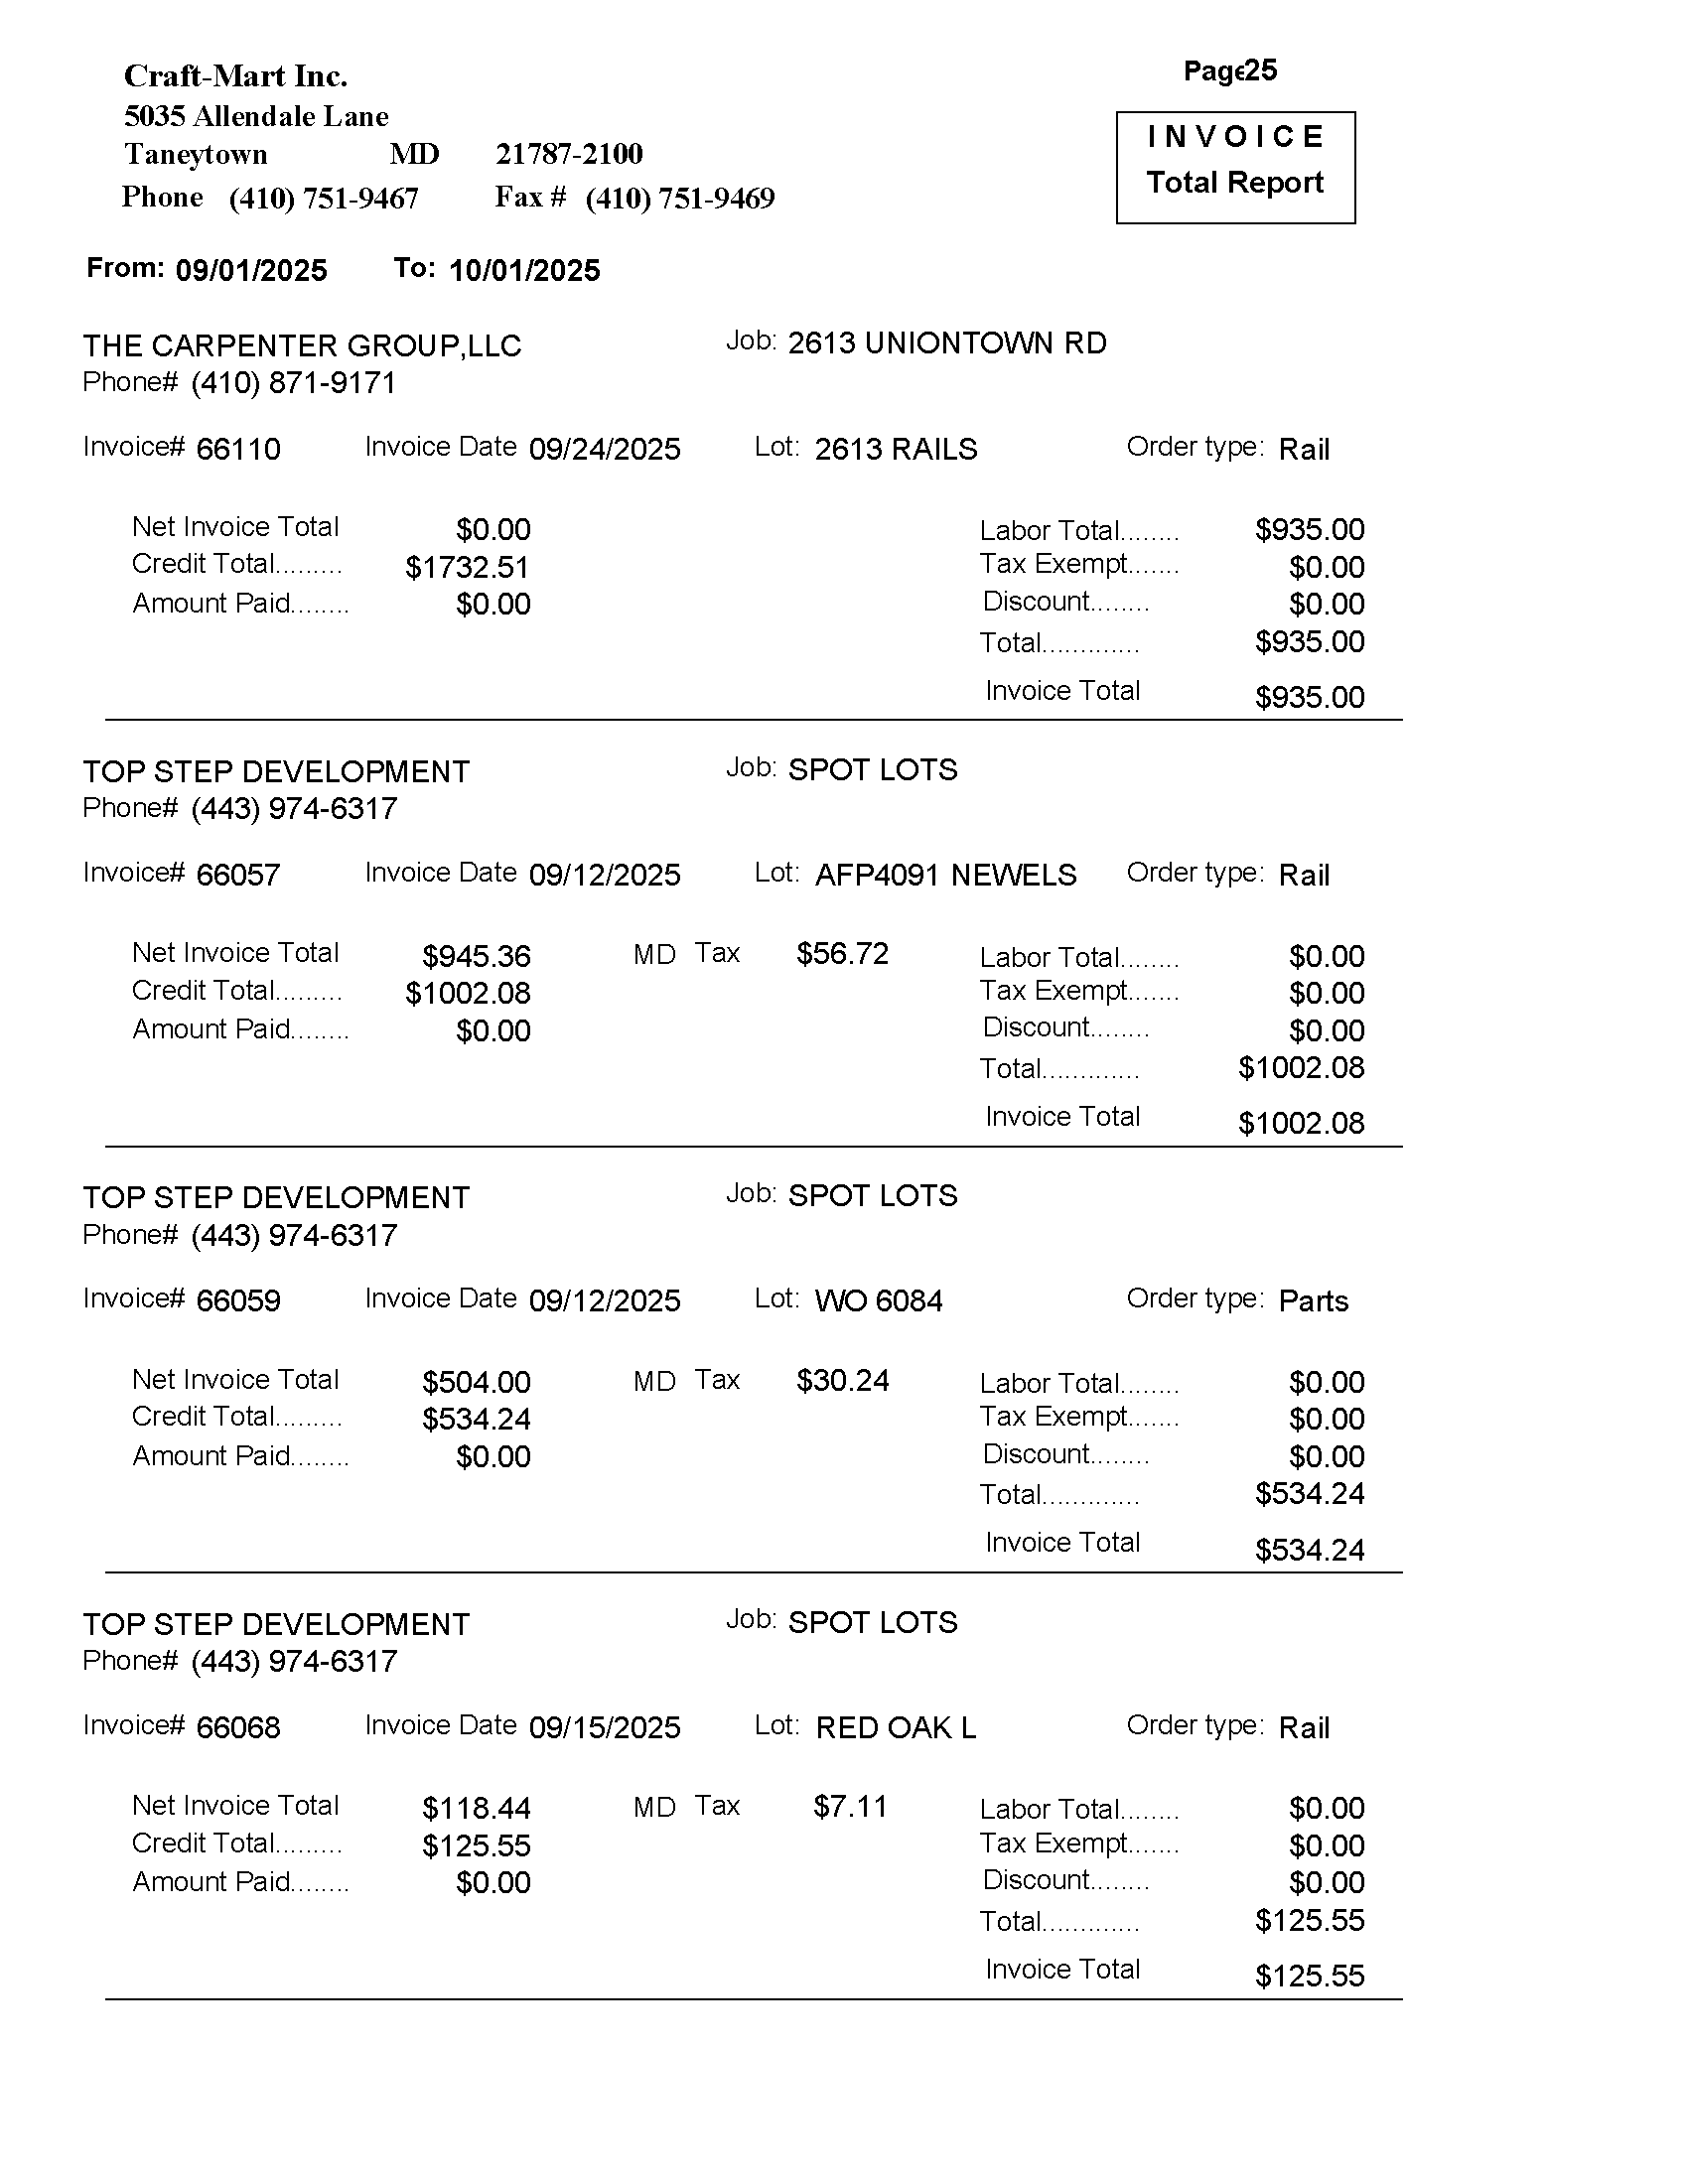 Craft-Mart Inc.
Page25
5035 Allendale Lane
I N V O I C E
Taneytown MD 21787-2100
Total Report
Phone (410) 751-9467 Fax # (410) 751-9469
From: 09/01/2025 To: 10/01/2025
THE CARPENTER GROUP,LLC Job: 2613 UNIONTOWN RD
Phone# (410) 871-9171
Invoice# 66110 Invoice Date 09/24/2025 Lot: 2613 RAILS Order type: Rail
Net Invoice Total $0.00 Labor Total........ $935.00
Credit Total......... $1732.51 Tax Exempt....... $0.00
Amount Paid........ $0.00 Discount........ $0.00
Total............. $935.00
Invoice Total $935.00
TOP STEP DEVELOPMENT Job: SPOT LOTS
Phone# (443) 974-6317
Invoice# 66057 Invoice Date 09/12/2025 Lot: AFP4091 NEWELS Order type: Rail
Net Invoice Total $945.36 MD Tax $56.72 Labor Total........ $0.00
Credit Total......... $1002.08 Tax Exempt....... $0.00
Amount Paid........ $0.00 Discount........ $0.00
Total............. $1002.08
Invoice Total $1002.08
TOP STEP DEVELOPMENT Job: SPOT LOTS
Phone# (443) 974-6317
Invoice# 66059 Invoice Date 09/12/2025 Lot: WO 6084 Order type: Parts
Net Invoice Total $504.00 MD Tax $30.24 Labor Total........ $0.00
Credit Total......... $534.24 Tax Exempt....... $0.00
Amount Paid........ $0.00 Discount........ $0.00
Total............. $534.24
Invoice Total $534.24
TOP STEP DEVELOPMENT Job: SPOT LOTS
Phone# (443) 974-6317
Invoice# 66068 Invoice Date 09/15/2025 Lot: RED OAK L Order type: Rail
Net Invoice Total $118.44 MD Tax $7.11 Labor Total........ $0.00
Credit Total......... $125.55 Tax Exempt....... $0.00
Amount Paid........ $0.00 Discount........ $0.00
Total............. $125.55
Invoice Total $125.55